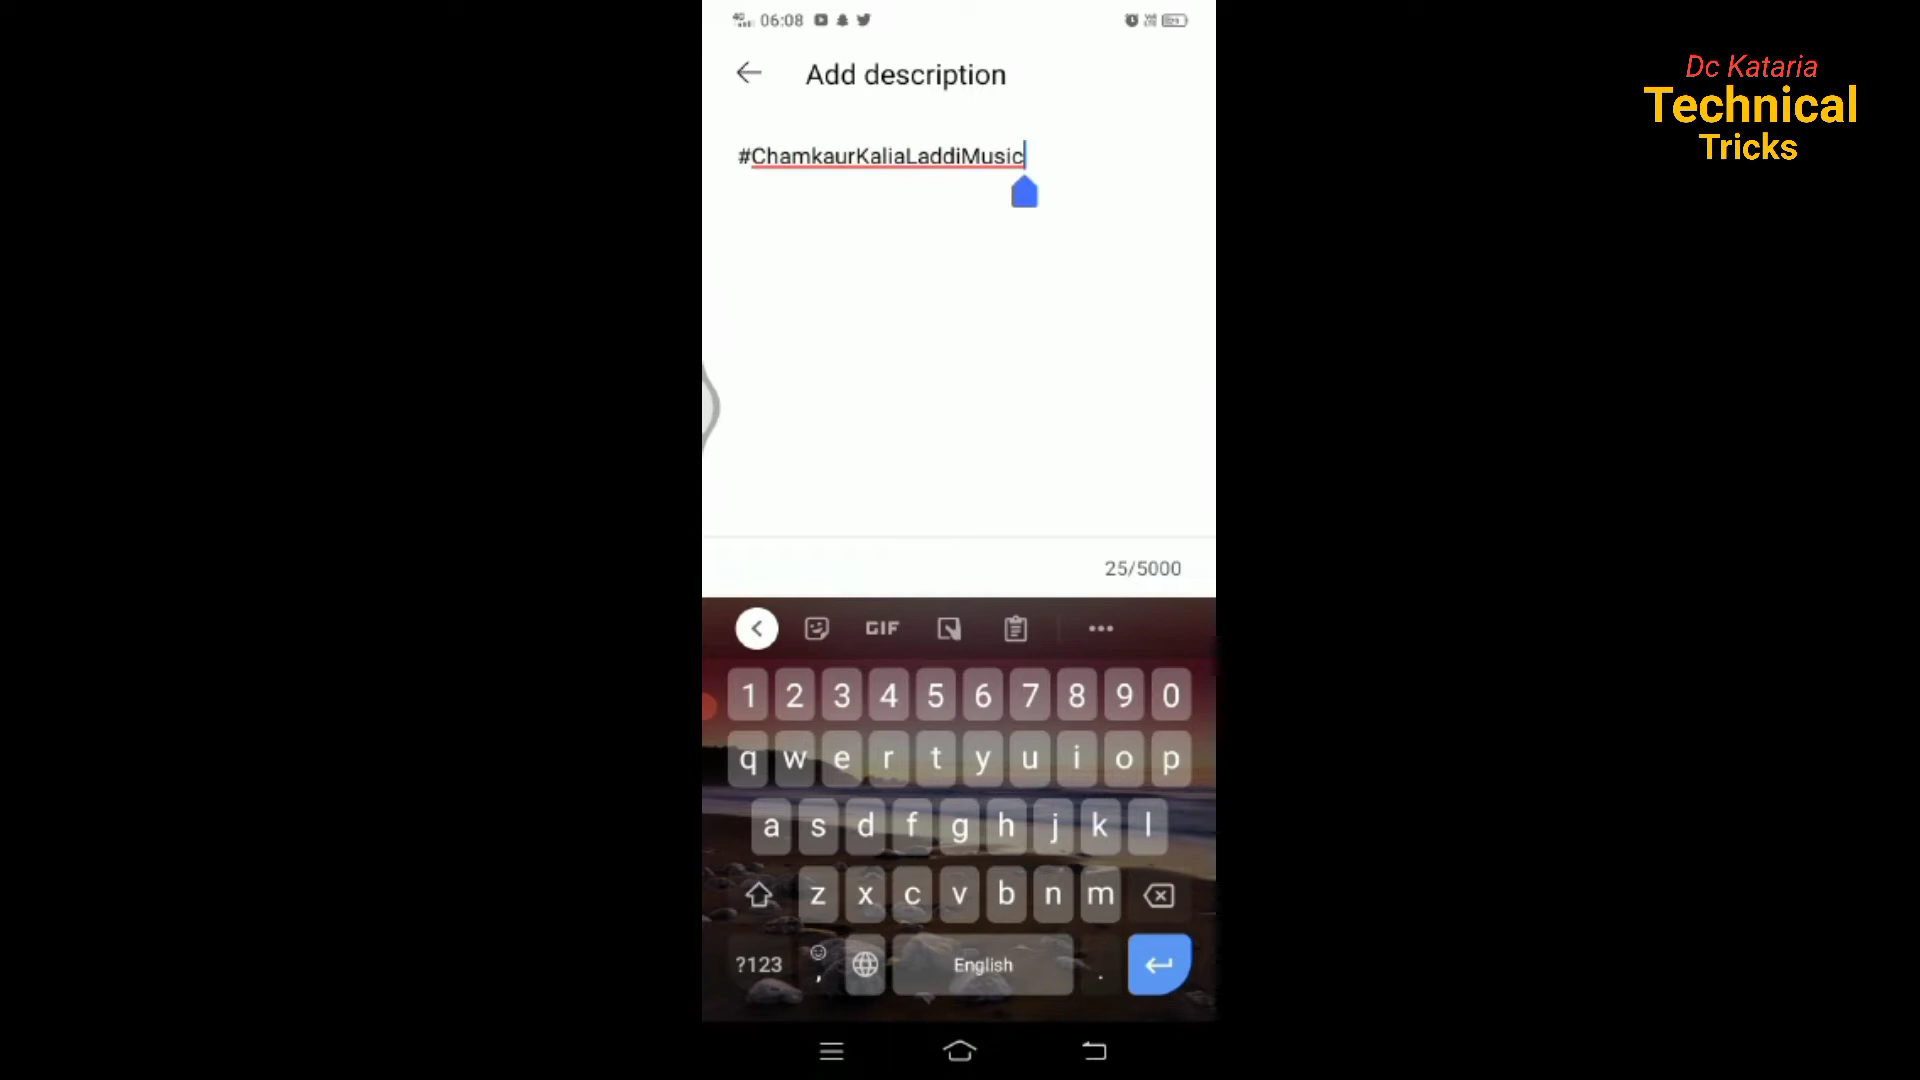 4G 06:08
Add description
#ChamkaurKaliaLaddiMusic
25/5000
GIF
1 2 3 4 5 6 7 8 9 0
q w e r t y u i o p
a s d f g h j k l
z x c v b n m
?123 , English .
Dc Kataria
Technical
Tricks